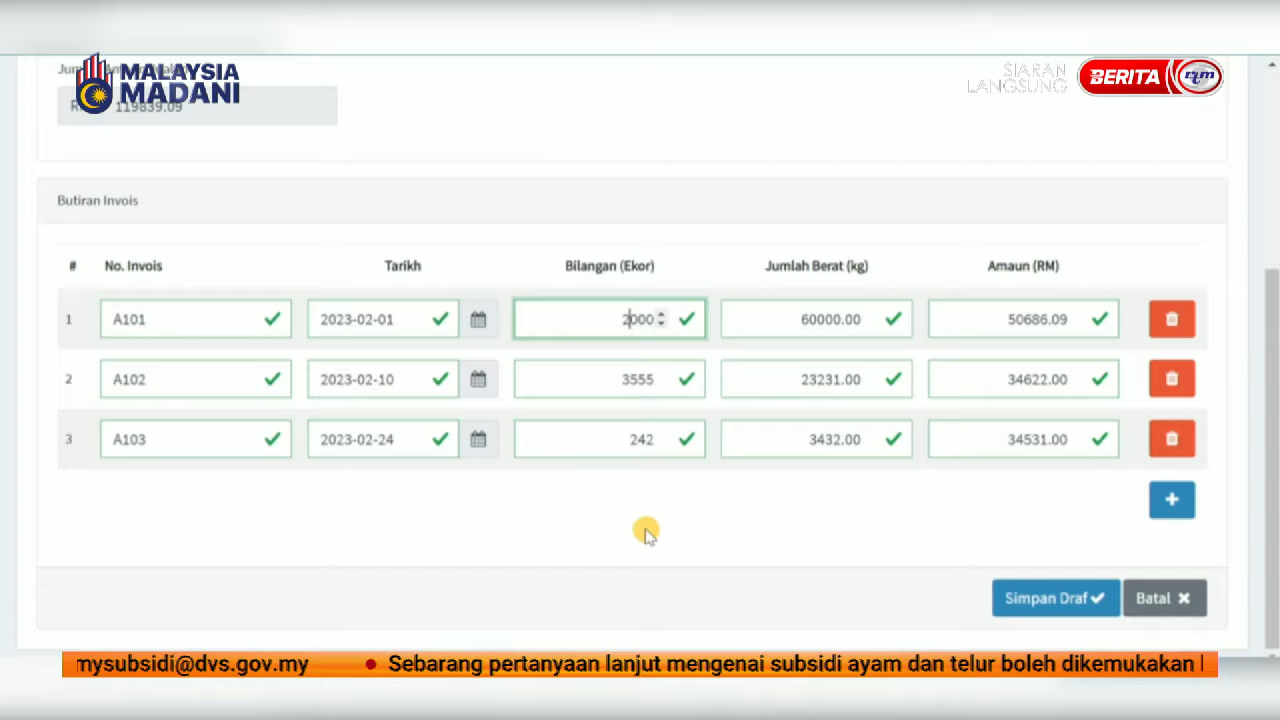 MALAYSIA
MADANI
SIARAN
LANGSUNG
BERITA rtm
119839.09
Butiran Invois
# No. Invois Tarikh Bilangan (Ekor) Jumlah Berat (kg) Amaun (RM)
1 A101 2023-02-01 2000 60000.00 50686.09
2 A102 2023-02-10 3555 23231.00 34622.00
3 A103 2023-02-24 242 3432.00 34531.00
Simpan Draf Batal
mysubsidi@dvs.gov.my • Sebarang pertanyaan lanjut mengenai subsidi ayam dan telur boleh dikemukakan